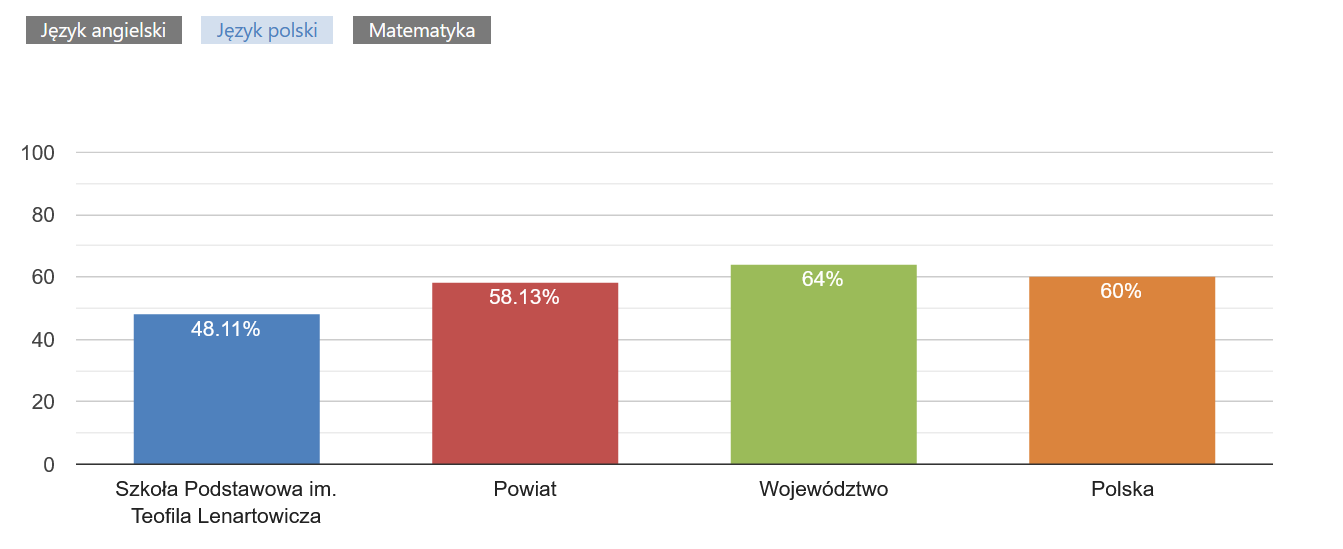 Język angielski Język polski Matematyka
100
80
60
40
20
0
48.11%
58.13%
64%
60%
Szkoła Podstawowa im.
Teofila Lenartowicza
Powiat
Województwo
Polska